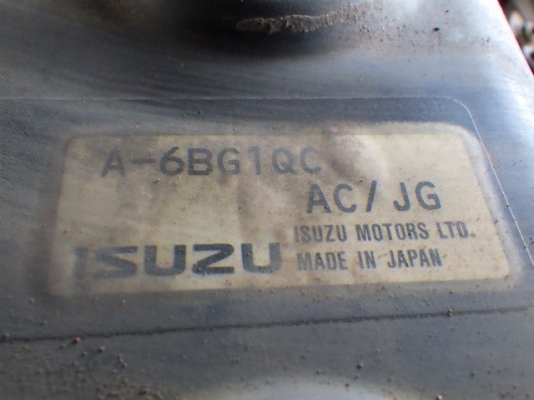 A-6BG1QC
AC/JG
ISUZU MOTORS LTD.
ISUZU MADE IN JAPAN